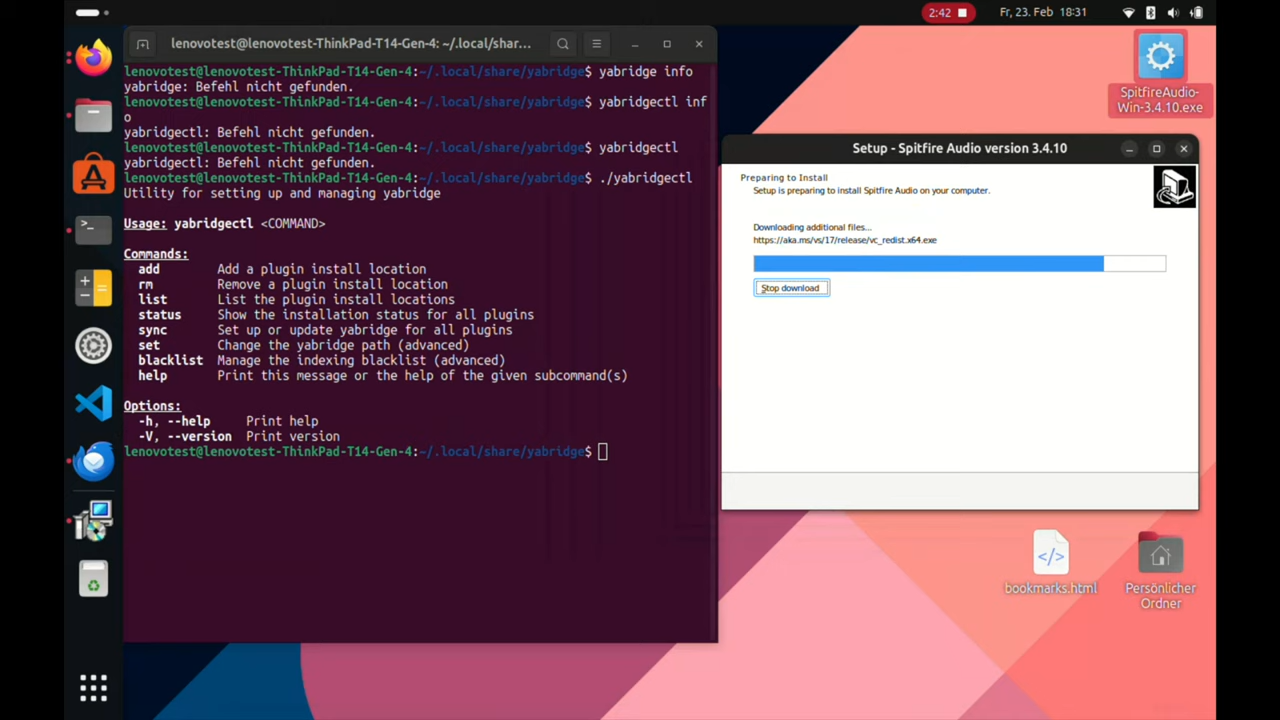 2:42
Fr, 23. Feb 18:31
lenovotest@lenovotest-ThinkPad-T14-Gen-4: ~/.local/shar...
lenovotest@lenovotest-ThinkPad-T14-Gen-4:~/.local/share/yabridge$ yabridge info
yabridge: Befehl nicht gefunden.
lenovotest@lenovotest-ThinkPad-T14-Gen-4:~/.local/share/yabridge$ yabridgectl inf
o
yabridgectl: Befehl nicht gefunden.
lenovotest@lenovotest-ThinkPad-T14-Gen-4:~/.local/share/yabridge$ yabridgectl
yabridgectl: Befehl nicht gefunden.
lenovotest@lenovotest-ThinkPad-T14-Gen-4:~/.local/share/yabridge$ ./yabridgectl
Utility for setting up and managing yabridge
Usage: yabridgectl <COMMAND>
Commands:
add Add a plugin install location
rm Remove a plugin install location
list List the plugin install locations
status Show the installation status for all plugins
sync Set up or update yabridge for all plugins
set Change the yabridge path (advanced)
blacklist Manage the indexing blacklist (advanced)
help Print this message or the help of the given subcommand(s)
Options:
-h, --help Print help
-V, --version Print version
lenovotest@lenovotest-ThinkPad-T14-Gen-4:~/.local/share/yabridge$
SpitfireAudio-
Win-3.4.10.exe
Setup - Spitfire Audio version 3.4.10
Preparing to Install
Setup is preparing to install Spitfire Audio on your computer.
Downloading additional files...
https://aka.ms/vs/17/release/vc_redist.x64.exe
Stop download
bookmarks.html
Persönlicher
Ordner